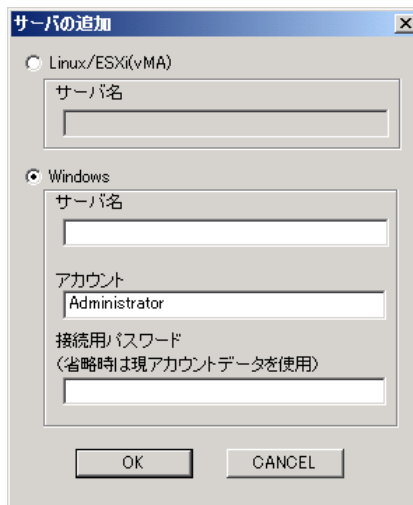 サーバの追加
Linux/ESXi(vMA)
サーバ名
Windows
サーバ名
アカウント
Administrator
接続用パスワード
(省略時は現アカウントデータを使用)
OK
CANCEL